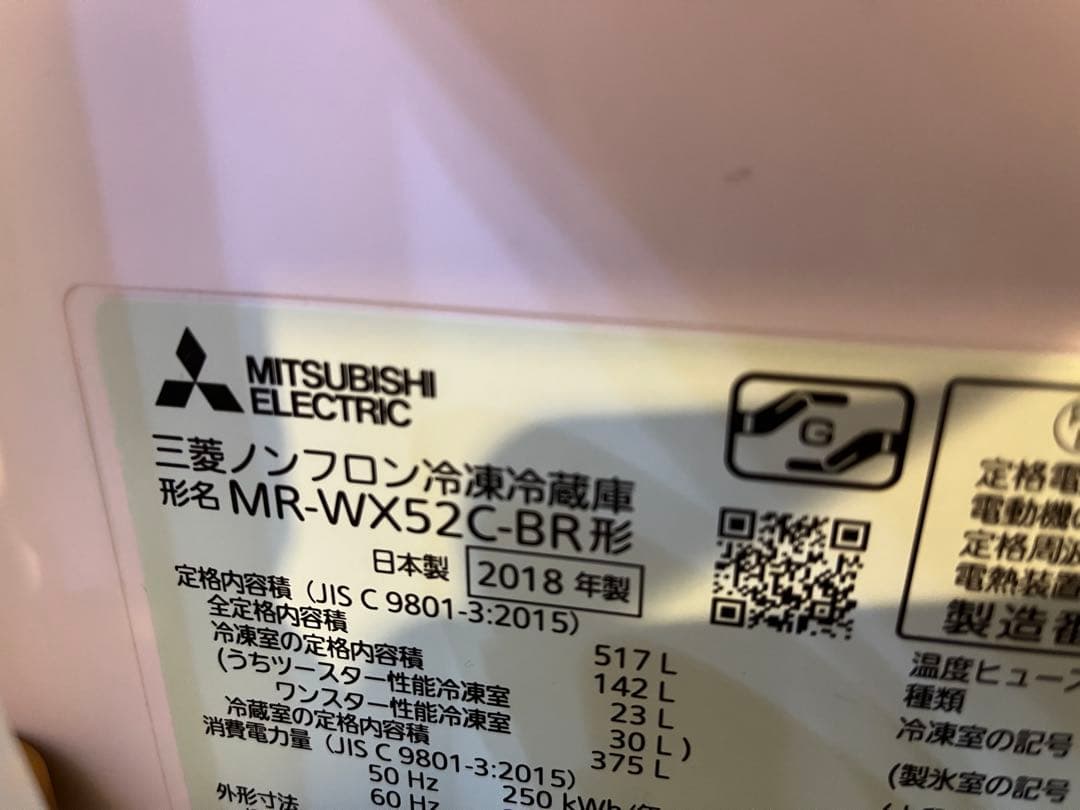 MITSUBISHI
ELECTRIC
三菱ノンフロン冷凍冷蔵庫
形名 MR-WX52C-BR形
日本製 2018 年製
定格内容積 (JIS C 9801-3:2015)
全定格内容積 517 L
冷凍室の定格内容積 142 L
(うちツースター性能冷凍室 23 L
ワンスター性能冷凍室 30 L )
冷蔵室の定格内容積 375 L
消費電力量 (JIS C 9801-3:2015)
50 Hz 250 kWh/年
外形寸法 60 Hz
G
定格電
電動機の
定格周波
電熱装置
製造番
温度ヒューズ
種類
冷凍室の記号
(製氷室の記号